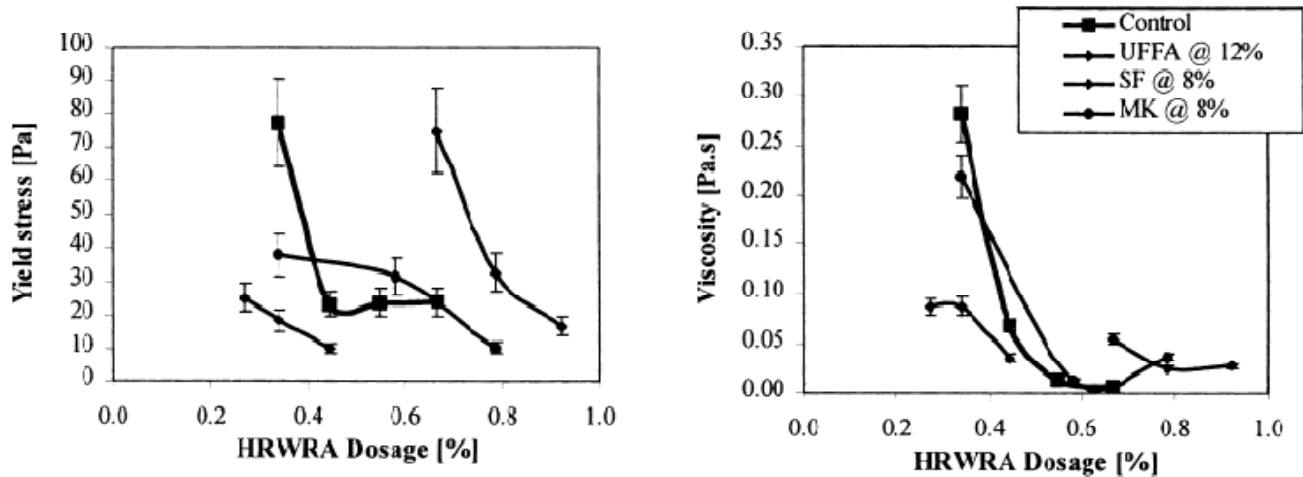 100
90
80
70
60
50
40
30
20
10
0
Yield stress [Pa]
0.0 0.2 0.4 0.6 0.8 1.0
HRWRA Dosage [%]
Control
UFFA @ 12%
SF @ 8%
MK @ 8%
0.35
0.30
0.25
0.20
0.15
0.10
0.05
0.00
Viscosity [Pa.s]
0.0 0.2 0.4 0.6 0.8 1.0
HRWRA Dosage [%]